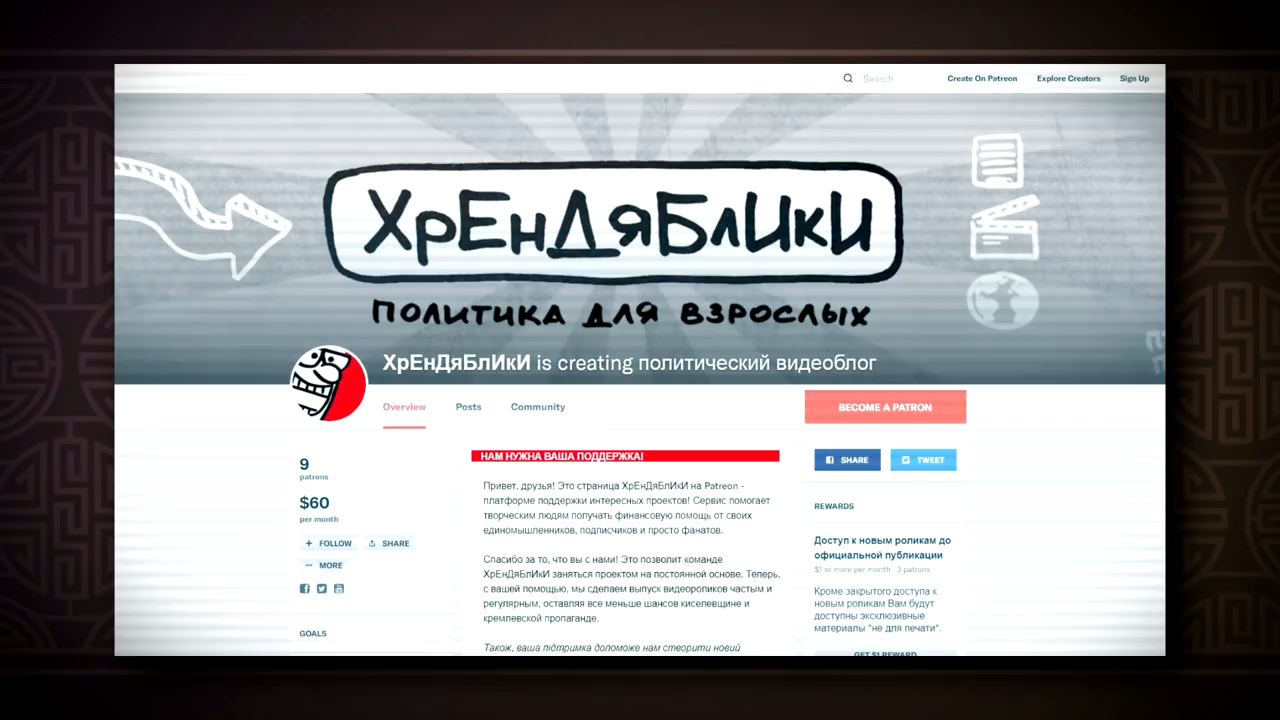 Search
Create On Patreon
Explore Creators
Sign Up
ХрЕнДяБлИкИ
политика для взрослых
ХрЕнДяБлИкИ is creating политический видеоблог
Overview
Posts
Community
BECOME A PATRON
9
patrons
$60
per month
FOLLOW
SHARE
MORE
GOALS
НАМ НУЖНА ВАША ПОДДЕРЖКА!
Привет, друзья! Это страница ХрЕнДяБлИкИ на Patreon -
платформе поддержки интересных проектов! Сервис помогает
творческим людям получать финансовую помощь от своих
единомышленников, подписчиков и просто фанатов.
Спасибо за то, что вы с нами! Это позволит команде
ХрЕнДяБлИкИ заняться проектом на постоянной основе. Теперь,
с вашей помощью, мы сделаем выпуск видеороликов частым и
регулярным, оставляя все меньше шансов киселевщине и
кремлевской пропаганде.
Також, ваша підтримка допоможе нам створити новий
SHARE
TWEET
REWARDS
Доступ к новым роликам до
официальной публикации
$1 or more per month · 3 patrons
Кроме закрытого доступа к
новым роликам Вам будут
доступны эксклюзивные
материалы "не для печати".
GET $1 REWARD